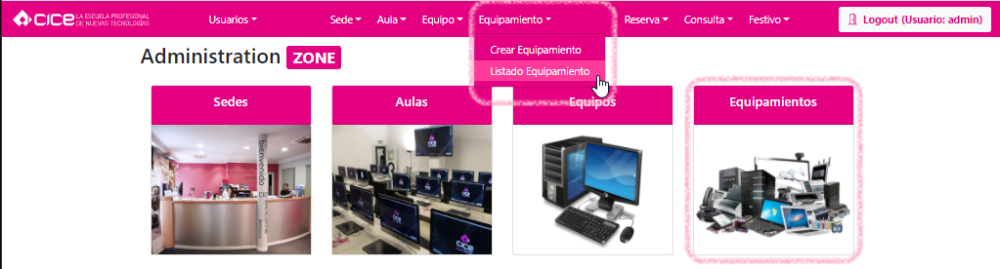 CICE LA ESCUELA PROFESIONAL
DE NUEVAS TECNOLOGÍAS
Usuarios Sede Aula Equipo Equipamiento Reserva Consulta Festivo Logout (Usuario: admin)
Crear Equipamiento
Listado Equipamiento
Administration ZONE
Sedes Aulas Equipos Equipamientos
bienvenido
CICE